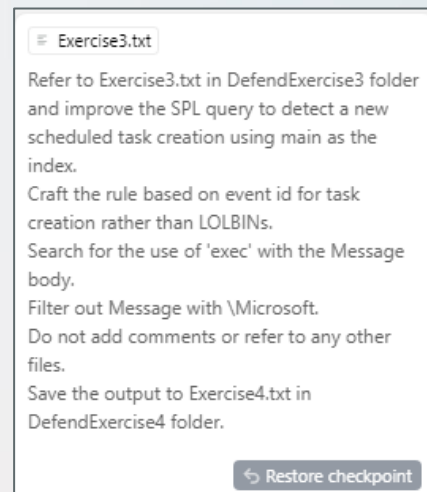 Exercise3.txt
Refer to Exercise3.txt in DefendExercise3 folder
and improve the SPL query to detect a new
scheduled task creation using main as the
index.
Craft the rule based on event id for task
creation rather than LOLBINs.
Search for the use of 'exec' with the Message
body.
Filter out Message with \Microsoft.
Do not add comments or refer to any other
files.
Save the output to Exercise4.txt in
DefendExercise4 folder.
Restore checkpoint